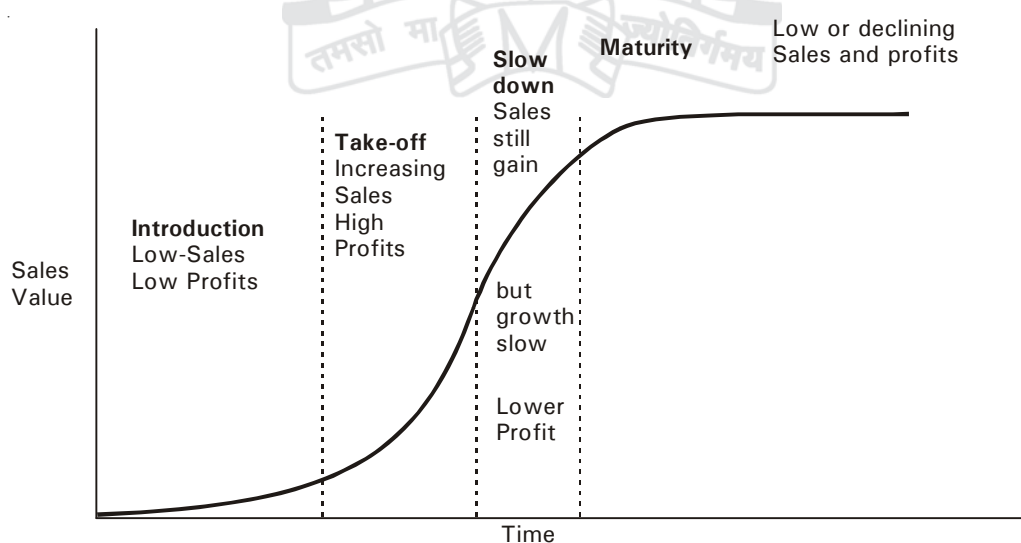 तमसो मा ज्योतिर्गमय
Low or declining
Sales and profits
Maturity
Slow
down
Sales
still
gain
Take-off
Increasing
Sales
High
Profits
Introduction
Low-Sales
Low Profits
Sales
Value
but
growth
slow
Lower
Profit
Time